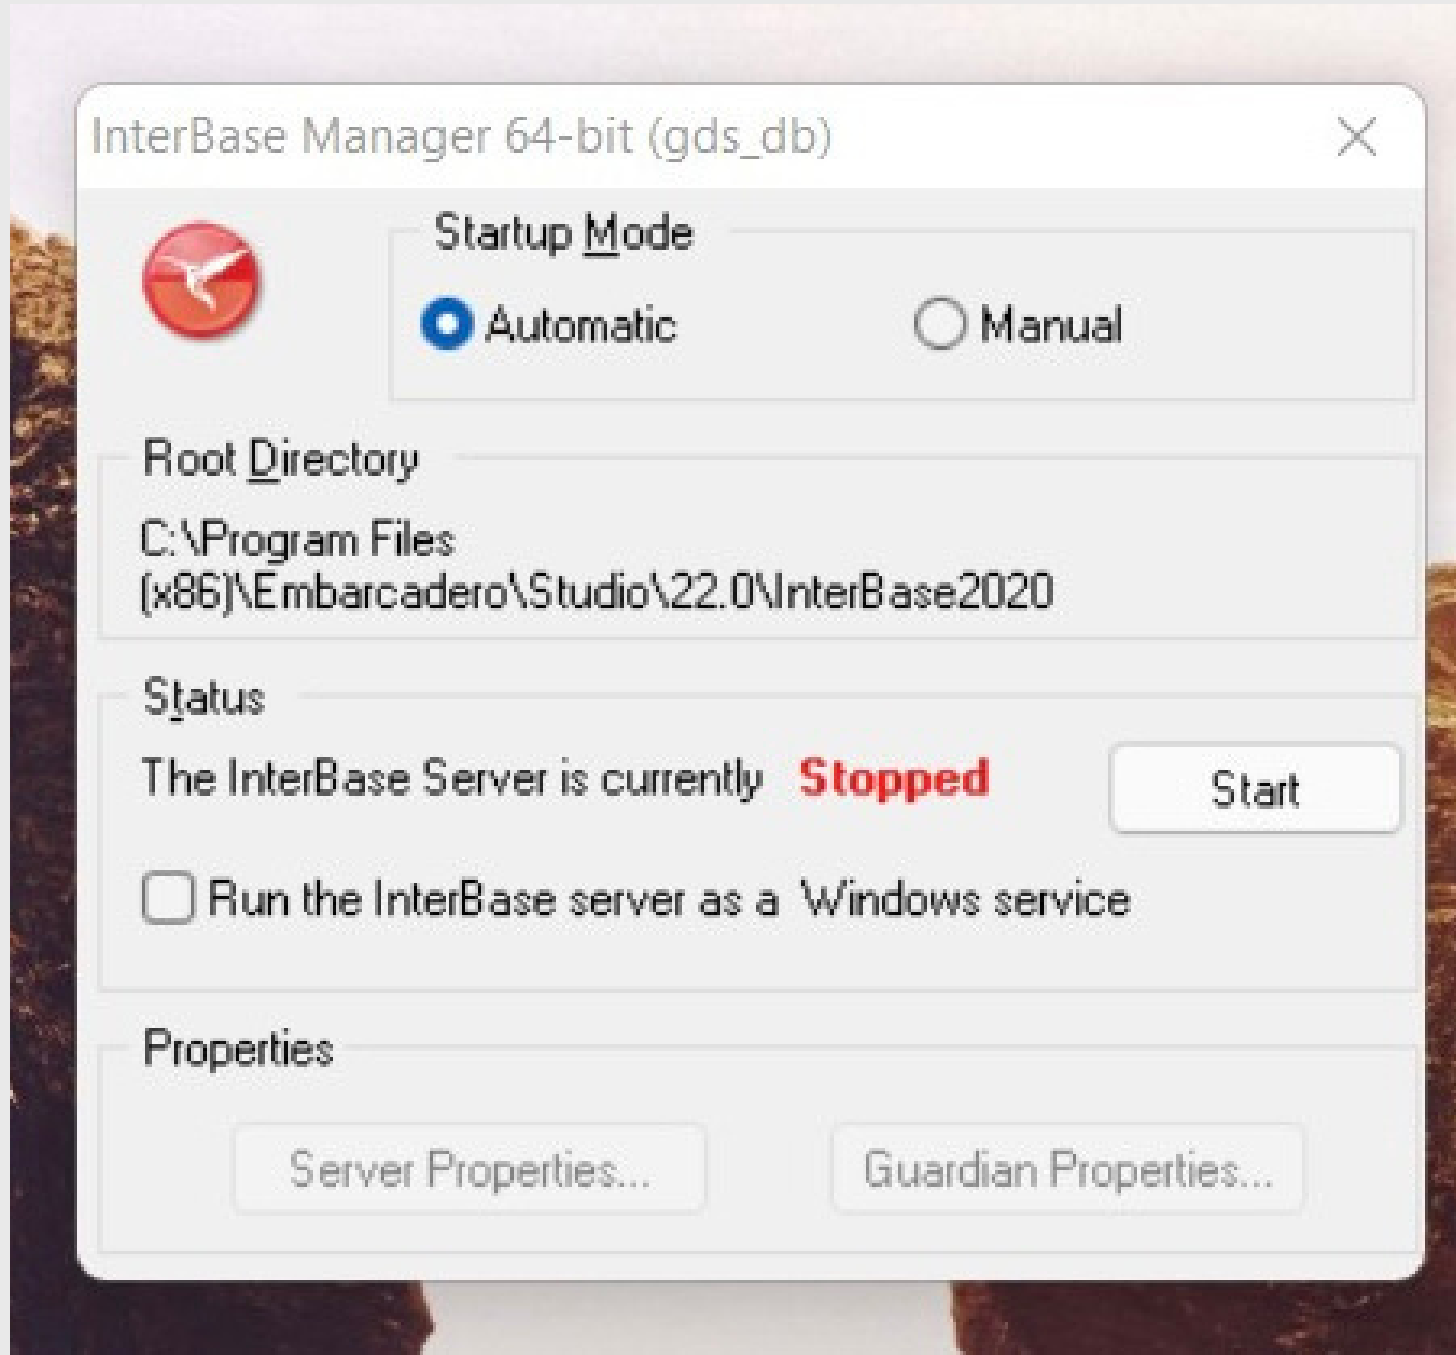 InterBase Manager 64-bit (gds_db)
Startup Mode
Automatic
Manual
Root Directory
C:\Program Files
(x86)\Embarcadero\Studio\22.0\InterBase2020
Status
The InterBase Server is currently Stopped
Start
Run the InterBase server as a Windows service
Properties
Server Properties...
Guardian Properties...